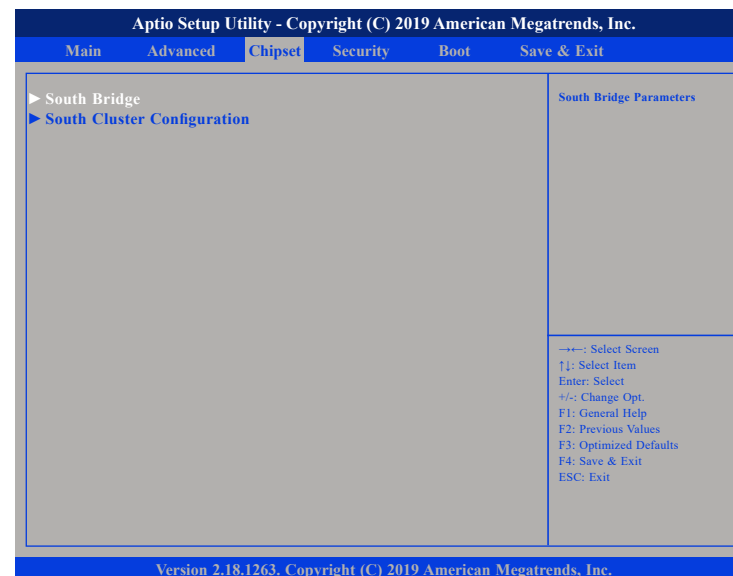 Aptio Setup Utility - Copyright (C) 2019 American Megatrends, Inc.
Main Advanced Chipset Security Boot Save & Exit
► South Bridge
► South Cluster Configuration
South Bridge Parameters
→←: Select Screen
↑↓: Select Item
Enter: Select
+/-: Change Opt.
F1: General Help
F2: Previous Values
F3: Optimized Defaults
F4: Save & Exit
ESC: Exit
Version 2.18.1263. Copyright (C) 2019 American Megatrends, Inc.